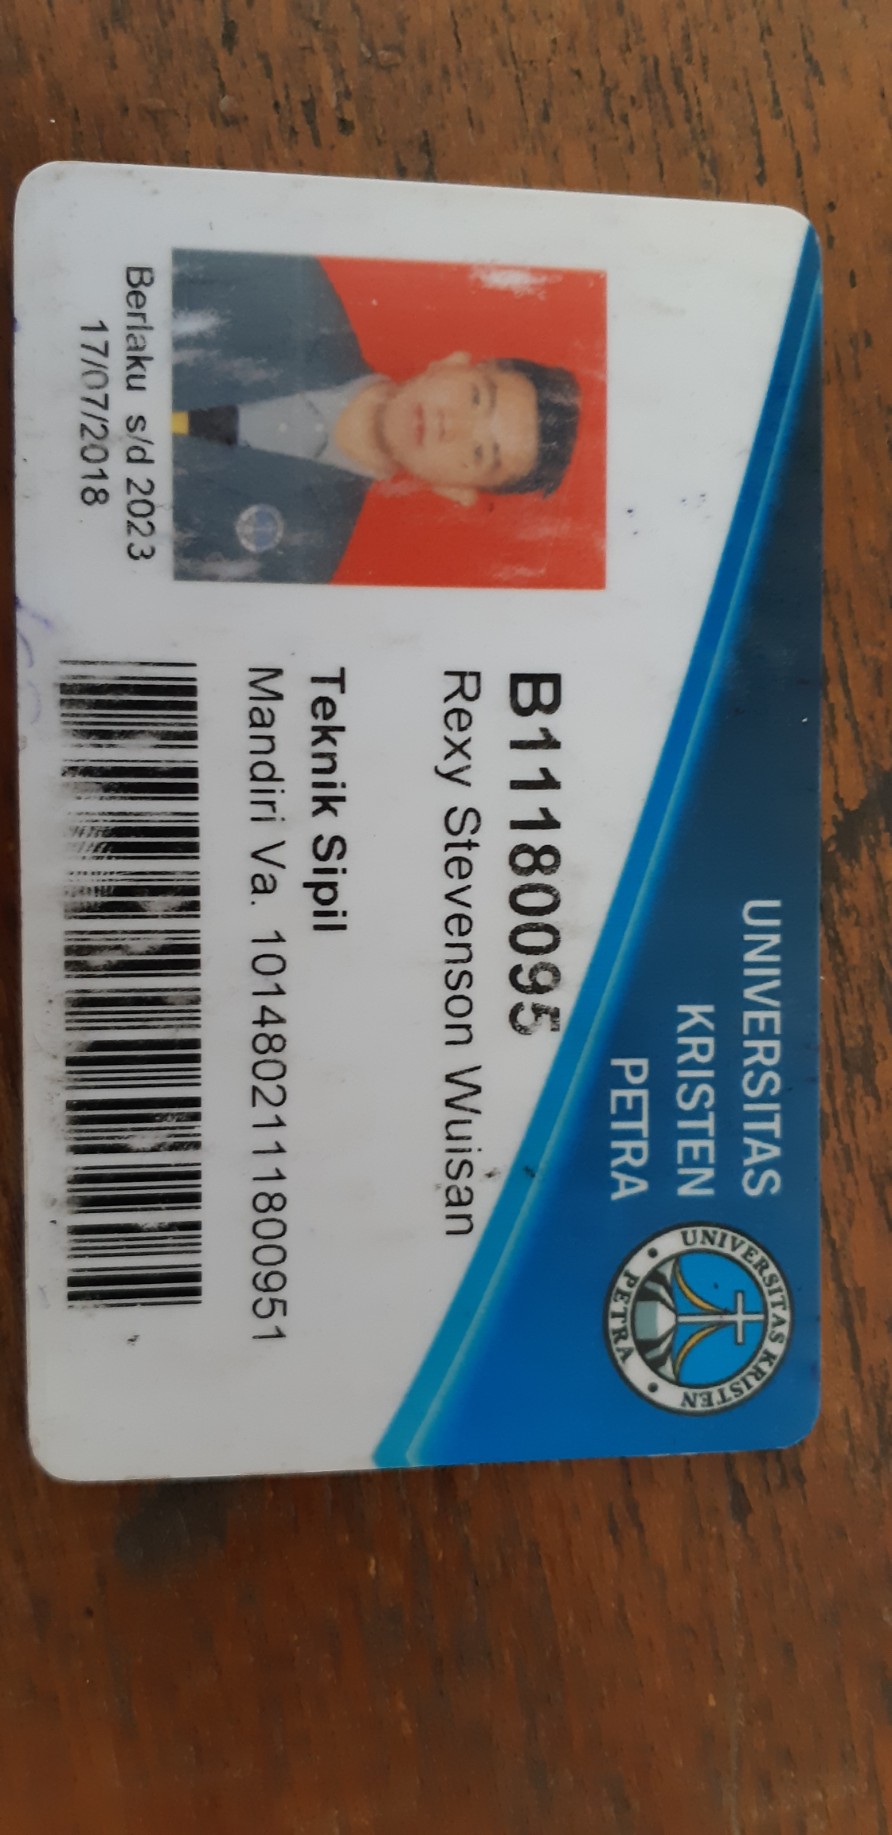 UNIVERSITAS
KRISTEN
PETRA
UNIVERSITAS KRISTEN
PETRA
B11180095
Rexy Stevenson Wuisan
Teknik Sipil
Mandiri Va. 1014802111800951
Berlaku s/d 2023
17/07/2018